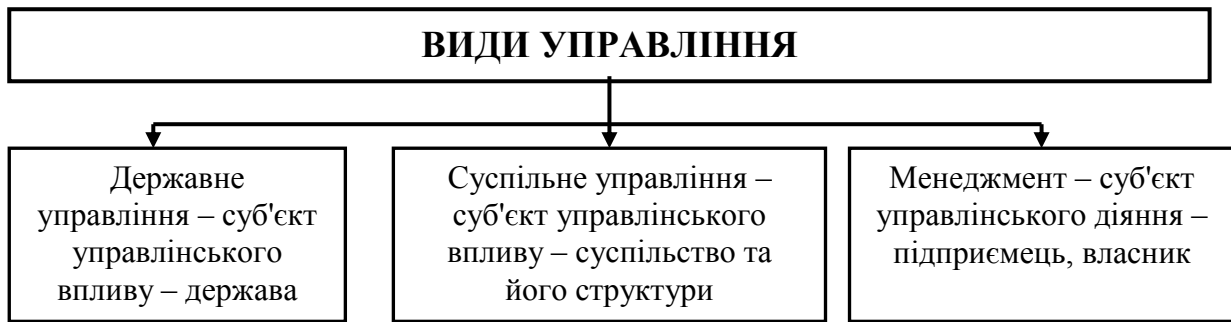 ВИДИ УПРАВЛІННЯ
Державне
управління – суб'єкт
управлінського
впливу – держава
Суспільне управління –
суб'єкт управлінського
впливу – суспільство та
його структури
Менеджмент – суб'єкт
управлінського діяння –
підприємець, власник